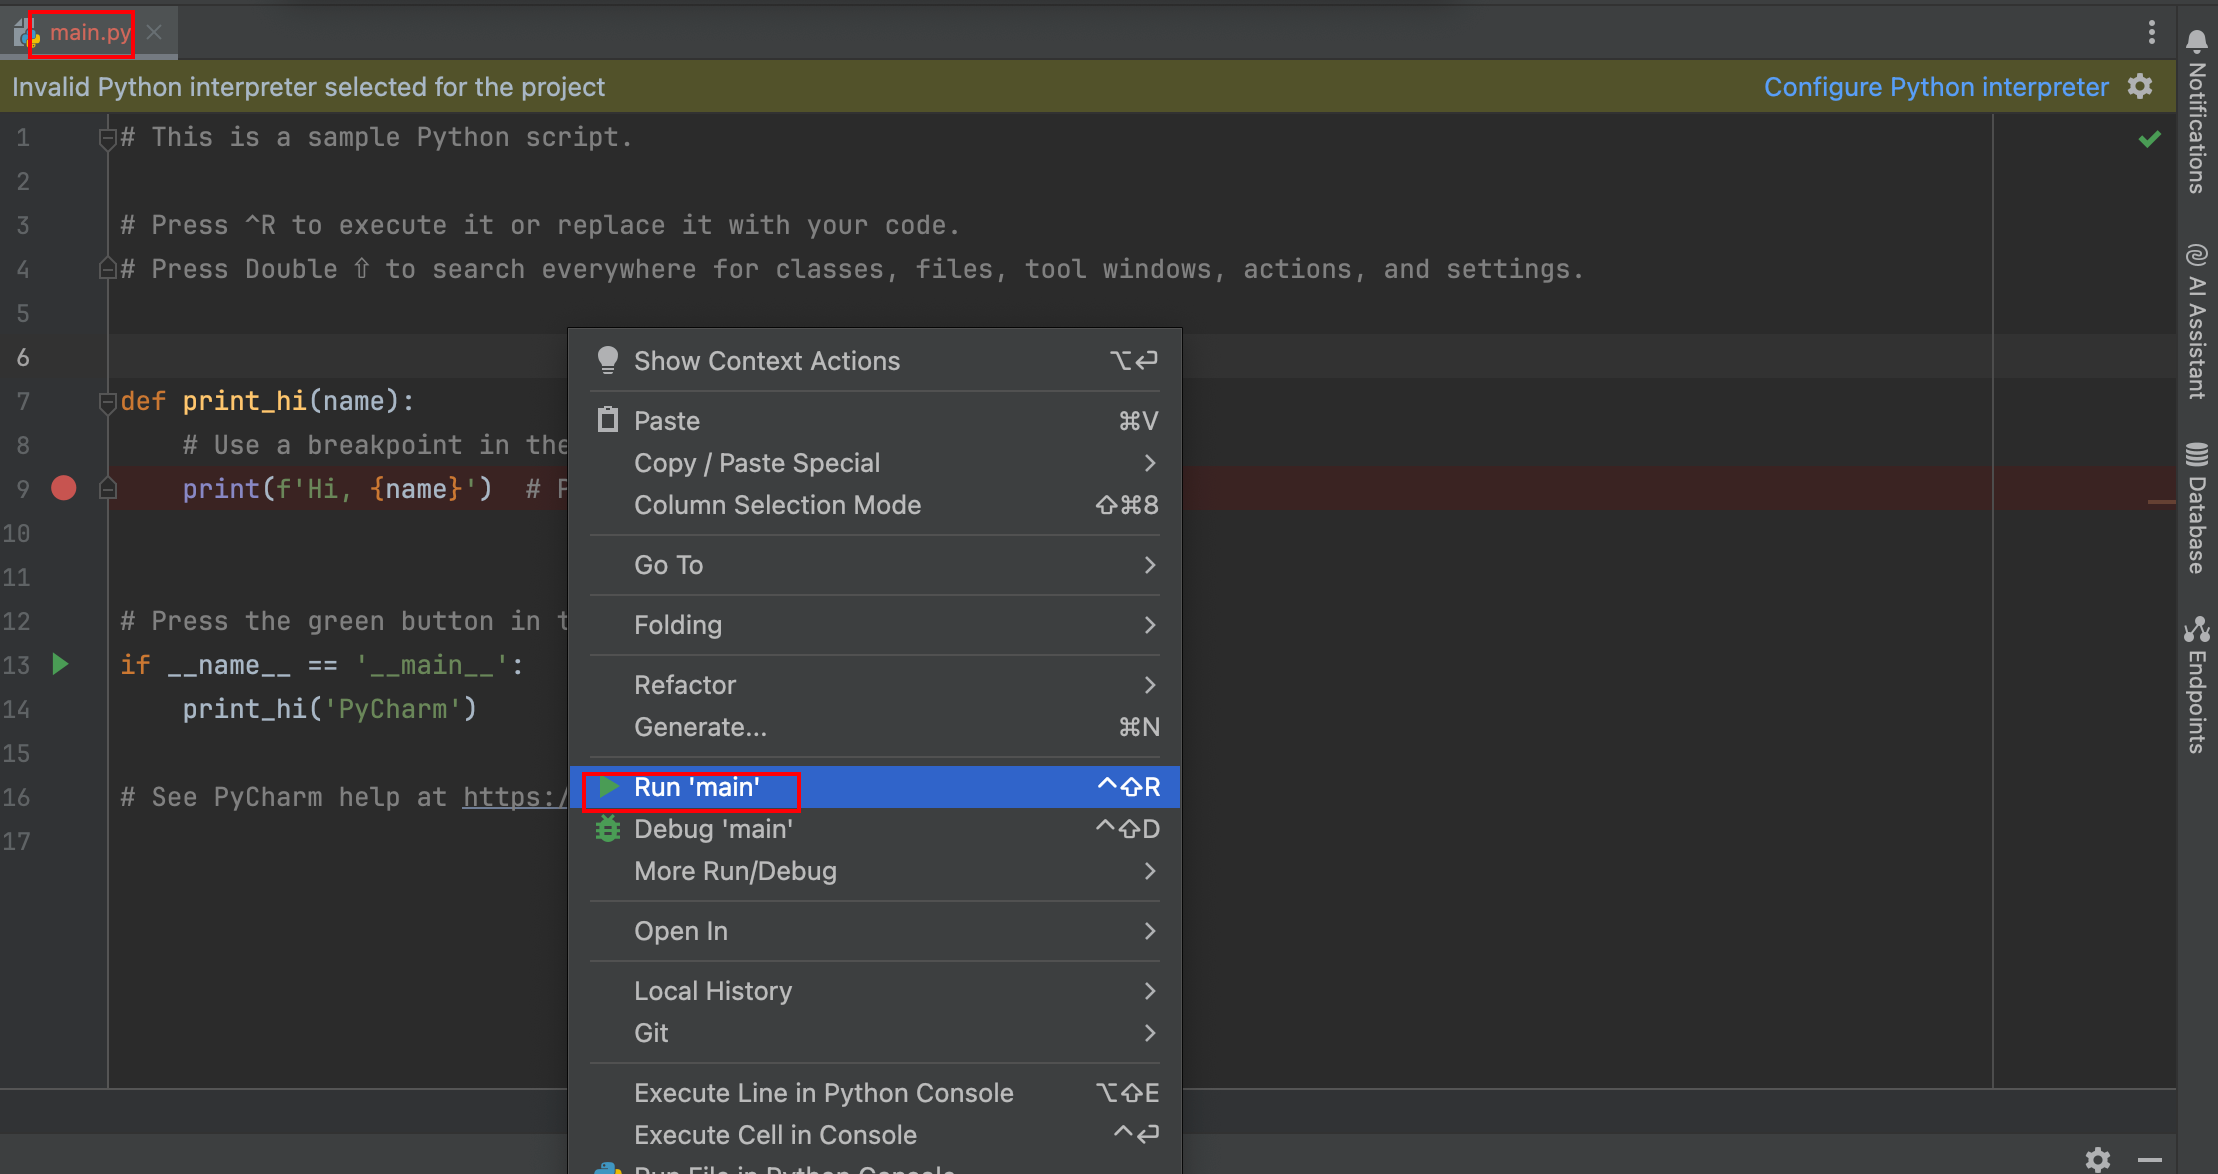 main.py
Invalid Python interpreter selected for the project
Configure Python interpreter
1 # This is a sample Python script.
2
3 # Press ^R to execute it or replace it with your code.
4 # Press Double ⇧ to search everywhere for classes, files, tool windows, actions, and settings.
5
6
7 def print_hi(name):
8 # Use a breakpoint in the
9 print(f'Hi, {name}') #
10
11
12 # Press the green button in
13 if __name__ == '__main__':
14 print_hi('PyCharm')
15
16 # See PyCharm help at https:/
17
Show Context Actions ⌥⏎
Paste ⌘V
Copy / Paste Special
Column Selection Mode ⇧⌘8
Go To
Folding
Refactor
Generate... ⌘N
Run 'main' ^⇧R
Debug 'main' ^⇧D
More Run/Debug
Open In
Local History
Git
Execute Line in Python Console ⌥⇧E
Execute Cell in Console ^⏎
Run File in Python Console
Notifications
AI Assistant
Database
Endpoints